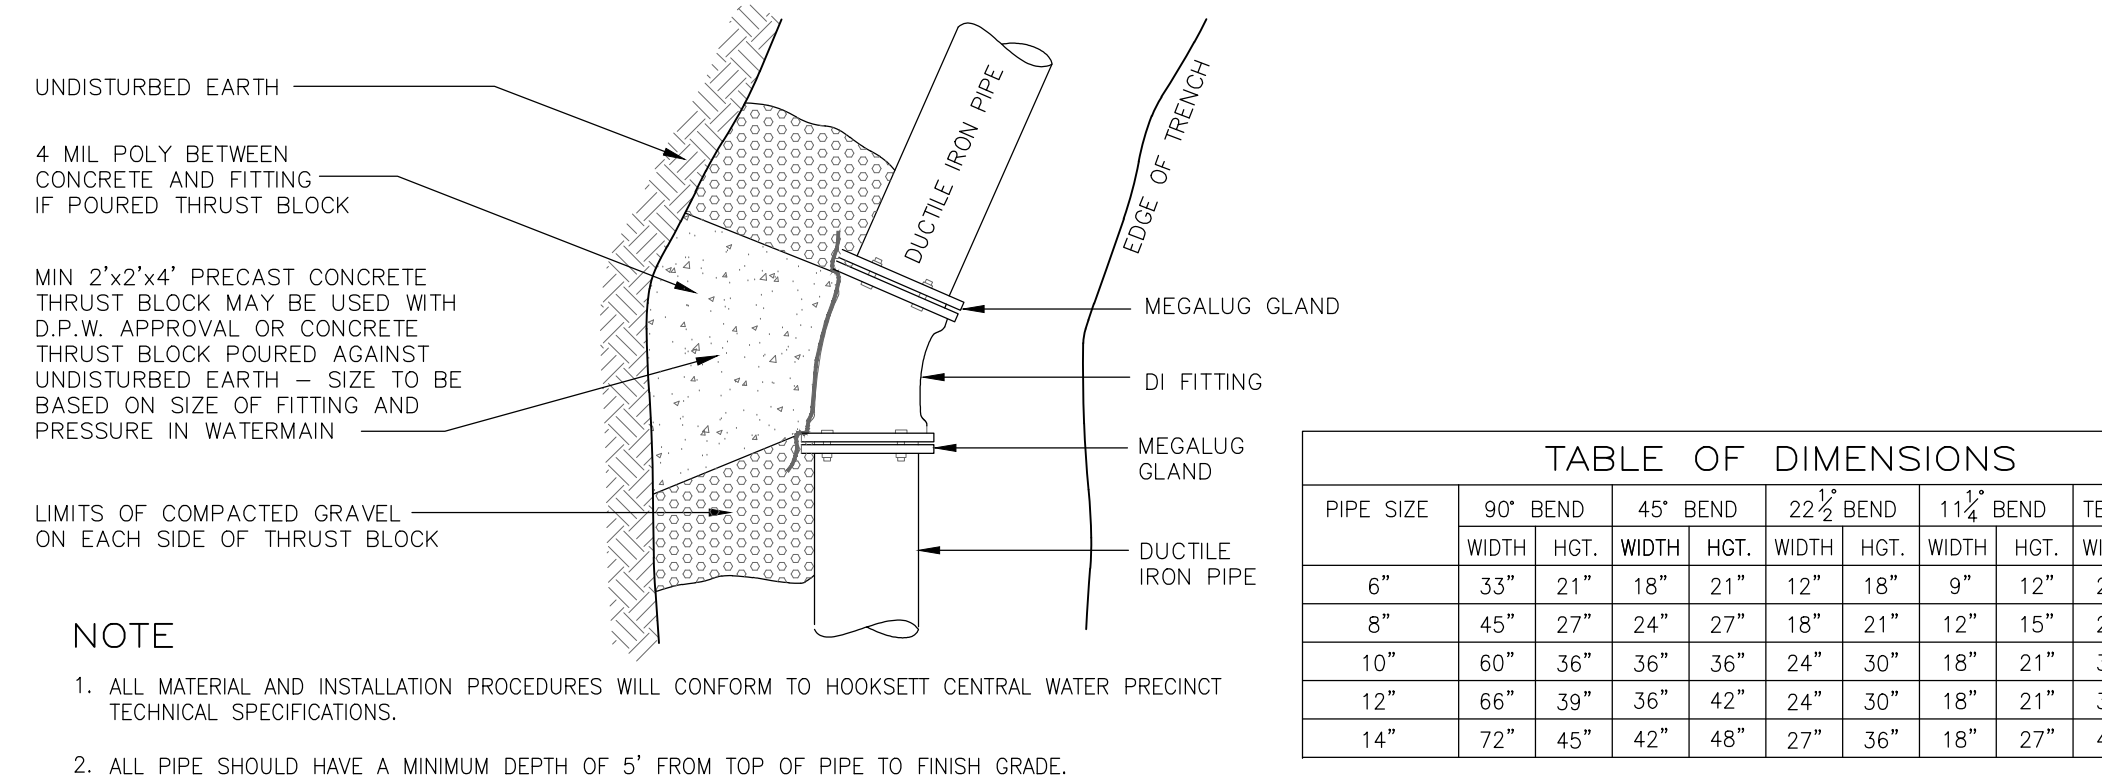 UNDISTURBED EARTH
4 MIL POLY BETWEEN
CONCRETE AND FITTING
IF POURED THRUST BLOCK
MIN 2'x2'x4' PRECAST CONCRETE
THRUST BLOCK MAY BE USED WITH
D.P.W. APPROVAL OR CONCRETE
THRUST BLOCK POURED AGAINST
UNDISTURBED EARTH – SIZE TO BE
BASED ON SIZE OF FITTING AND
PRESSURE IN WATERMAIN
LIMITS OF COMPACTED GRAVEL
ON EACH SIDE OF THRUST BLOCK
DUCTILE IRON PIPE
EDGE OF TRENCH
MEGALUG GLAND
DI FITTING
MEGALUG
GLAND
DUCTILE
IRON PIPE
NOTE
1. ALL MATERIAL AND INSTALLATION PROCEDURES WILL CONFORM TO HOOKSETT CENTRAL WATER PRECINCT
TECHNICAL SPECIFICATIONS.
2. ALL PIPE SHOULD HAVE A MINIMUM DEPTH OF 5' FROM TOP OF PIPE TO FINISH GRADE.
TABLE OF DIMENSIONS
PIPE SIZE 90° BEND 45° BEND 22 1/2° BEND 11 1/4° BEND
WIDTH HGT. WIDTH HGT. WIDTH HGT. WIDTH HGT.
6" 33" 21" 18" 21" 12" 18" 9" 12"
8" 45" 27" 24" 27" 18" 21" 12" 15"
10" 60" 36" 36" 36" 24" 30" 18" 21"
12" 66" 39" 36" 42" 24" 30" 18" 21"
14" 72" 45" 42" 48" 27" 36" 18" 27"